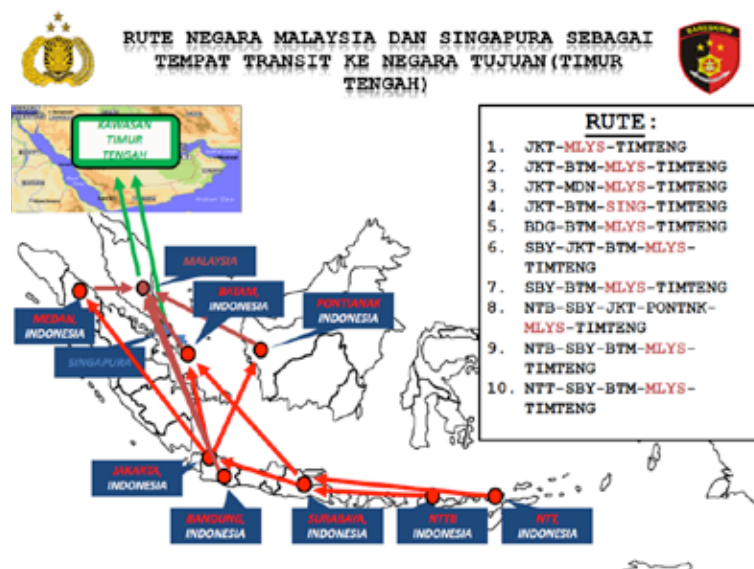 RUTE NEGARA MALAYSIA DAN SINGAPURA SEBAGAI
TEMPAT TRANSIT KE NEGARA TUJUAN(TIMUR
TENGAH)
KAWASAN
TIMUR
TENGAH
RUTE:
1. JKT-MLYS-TIMTENG
2. JKT-BTM-MLYS-TIMTENG
3. JKT-MDN-MLYS-TIMTENG
4. JKT-BTM-SING-TIMTENG
5. BDG-BTM-MLYS-TIMTENG
6. SBY-JKT-BTM-MLYS-
TIMTENG
7. SBY-BTM-MLYS-TIMTENG
8. NTB-SBY-JKT-PONTNK-
MLYS-TIMTENG
9. NTB-SBY-BTM-MLYS-
TIMTENG
10. NTT-SBY-BTM-MLYS-
TIMTENG
MALAYSIA
BATAM,
INDONESIA
PONTIANAK
INDONESIA
MEDAN,
INDONESIA
SINGAPURA
JAKARTA,
INDONESIA
BANDUNG,
INDONESIA
SURABAYA,
INDONESIA
NTTB
INDONESIA
NTT,
INDONESIA